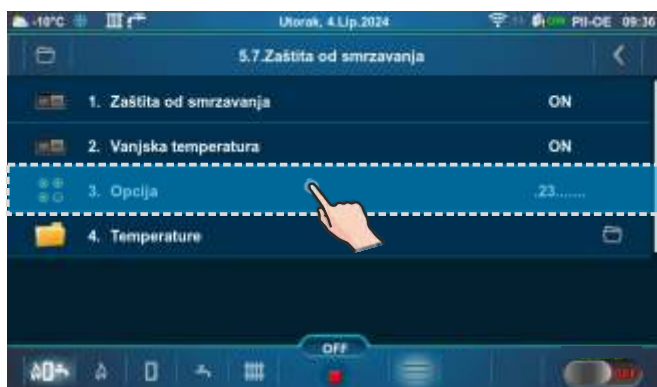 -10°C Utorak, 4.Lip.2024 PII-OE 09:36
5.7.Zaštita od smrzavanja
1. Zaštita od smrzavanja ON
2. Vanjska temperatura ON
3. Opcija .23.......
4. Temperature
OFF
OFF